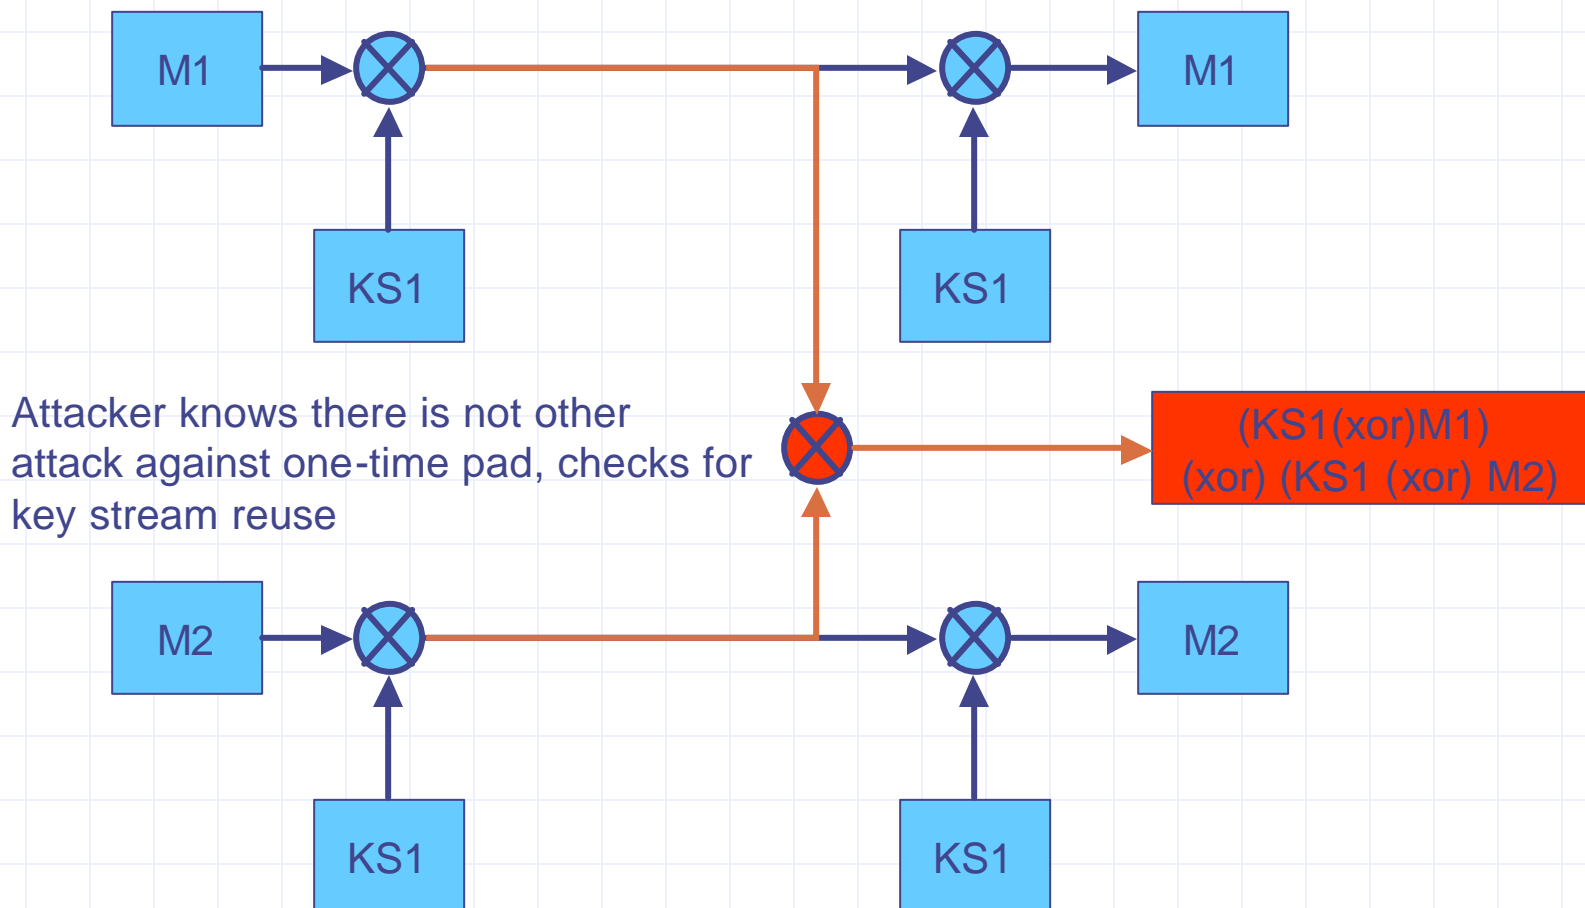 M1
M1
KS1
KS1
Attacker knows there is not other
attack against one-time pad, checks for
key stream reuse
(KS1(xor)M1)
(xor) (KS1 (xor) M2)
M2
M2
KS1
KS1